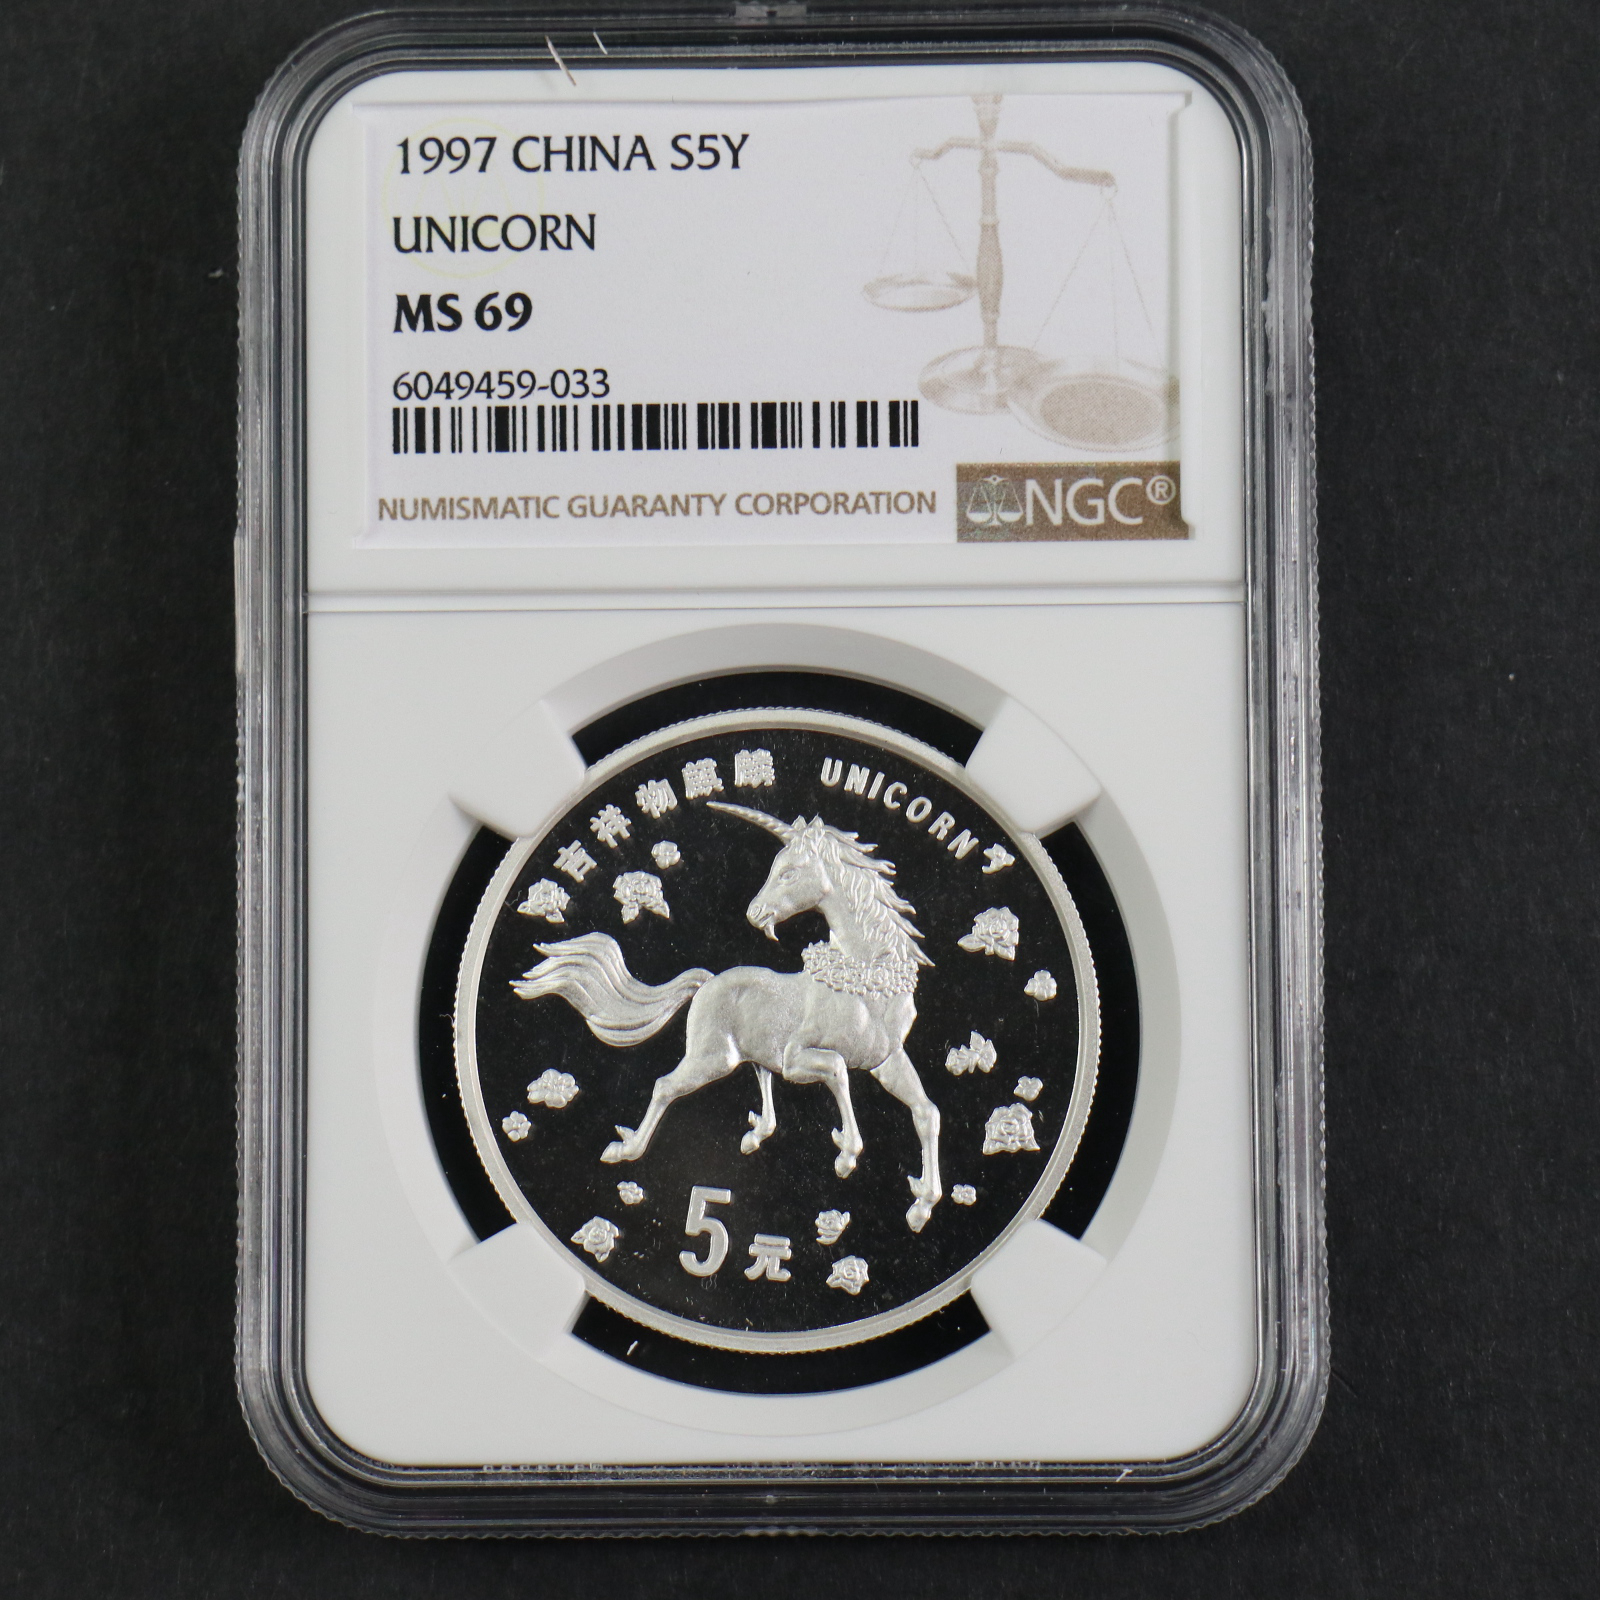 1997 CHINA S5Y
UNICORN
MS 69
6049459-033
NUMISMATIC GUARANTY CORPORATION
NGC®
吉祥物麒麟 UNICORN
5元